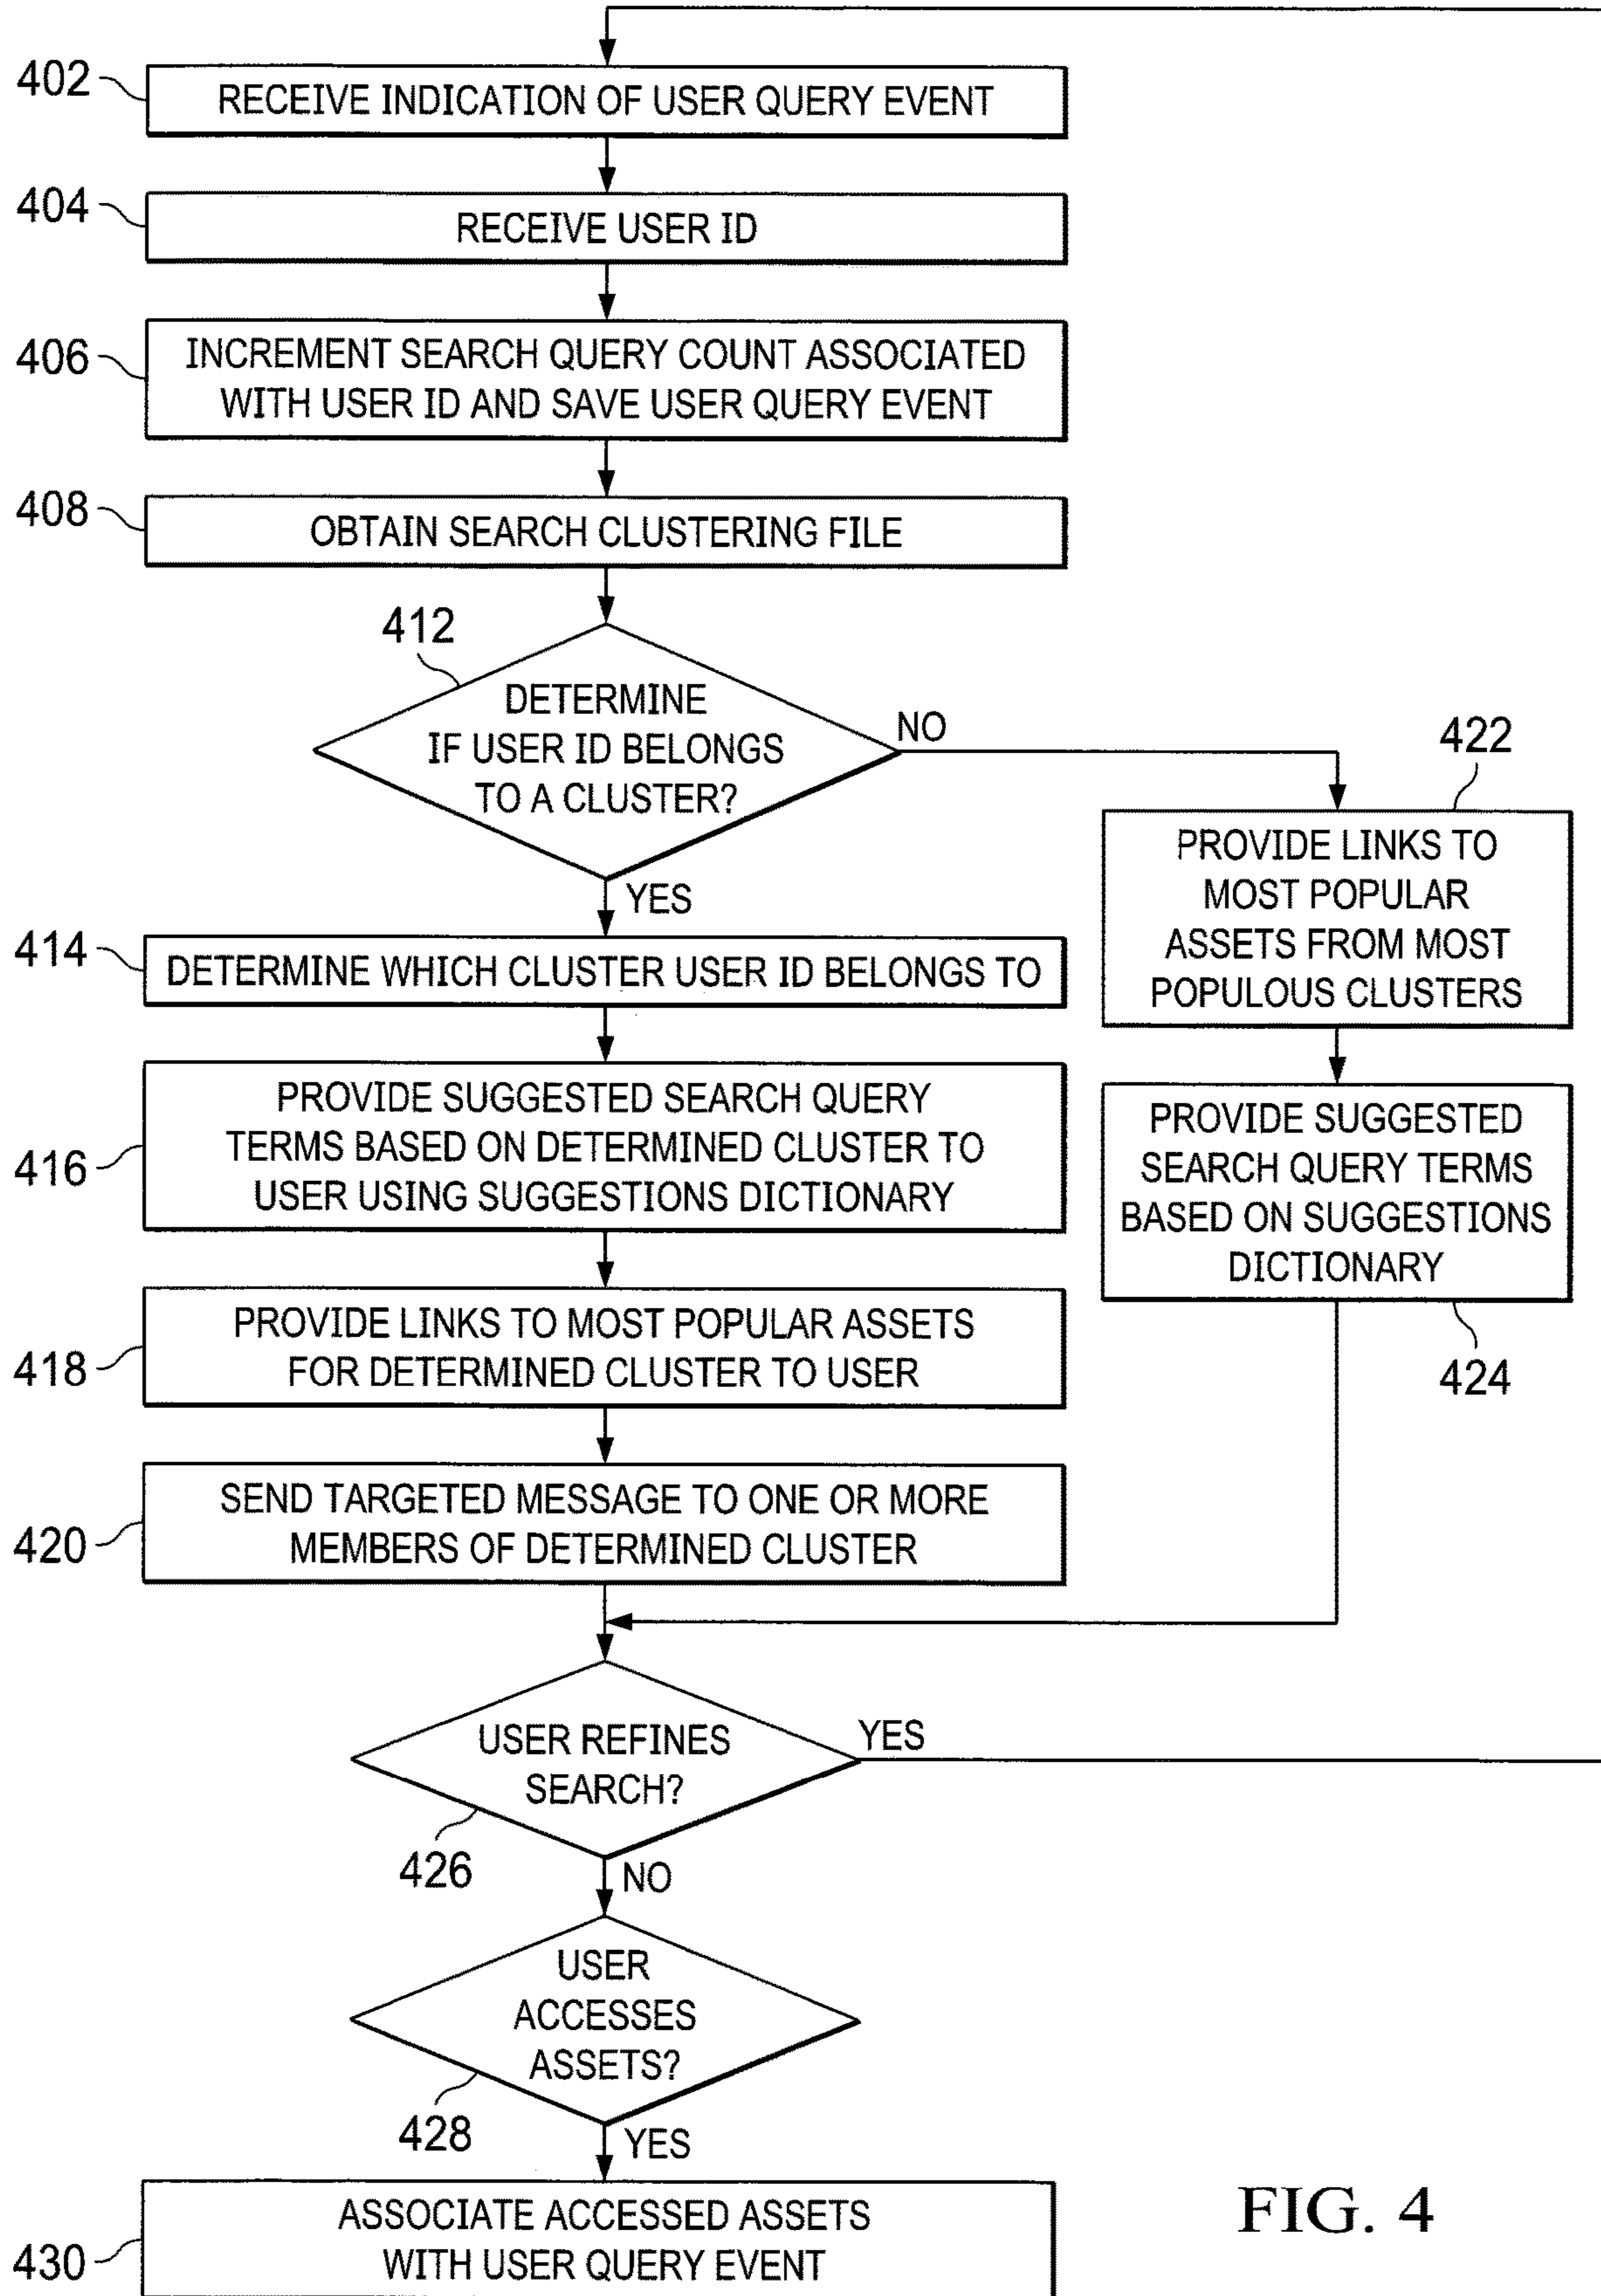 402
RECEIVE INDICATION OF USER QUERY EVENT
404
RECEIVE USER ID
406
INCREMENT SEARCH QUERY COUNT ASSOCIATED
WITH USER ID AND SAVE USER QUERY EVENT
408
OBTAIN SEARCH CLUSTERING FILE
412
DETERMINE
IF USER ID BELONGS
TO A CLUSTER?
NO
YES
422
PROVIDE LINKS TO
MOST POPULAR
ASSETS FROM MOST
POPULOUS CLUSTERS
414
DETERMINE WHICH CLUSTER USER ID BELONGS TO
416
PROVIDE SUGGESTED SEARCH QUERY
TERMS BASED ON DETERMINED CLUSTER TO
USER USING SUGGESTIONS DICTIONARY
PROVIDE SUGGESTED
SEARCH QUERY TERMS
BASED ON SUGGESTIONS
DICTIONARY
424
418
PROVIDE LINKS TO MOST POPULAR ASSETS
FOR DETERMINED CLUSTER TO USER
420
SEND TARGETED MESSAGE TO ONE OR MORE
MEMBERS OF DETERMINED CLUSTER
USER REFINES
SEARCH?
YES
426
NO
USER
ACCESSES
ASSETS?
428
YES
430
ASSOCIATE ACCESSED ASSETS
WITH USER QUERY EVENT
FIG. 4